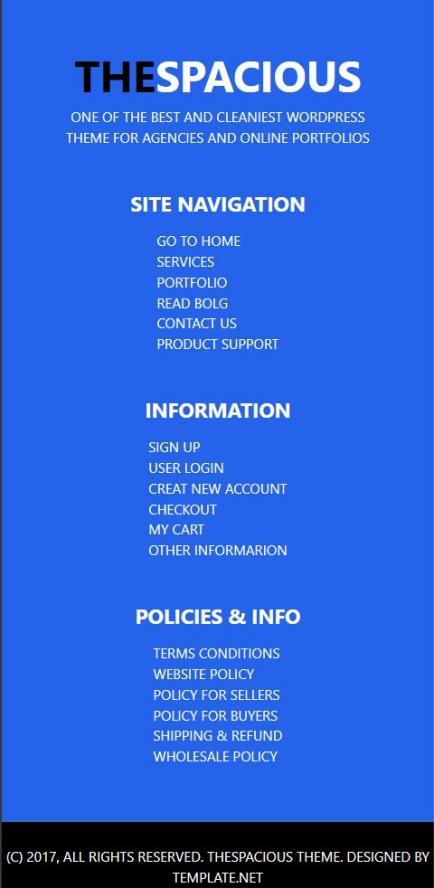 THESPACIOUS
ONE OF THE BEST AND CLEANIEST WORDPRESS
THEME FOR AGENCIES AND ONLINE PORTFOLIOS
SITE NAVIGATION
GO TO HOME
SERVICES
PORTFOLIO
READ BOLG
CONTACT US
PRODUCT SUPPORT
INFORMATION
SIGN UP
USER LOGIN
CREAT NEW ACCOUNT
CHECKOUT
MY CART
OTHER INFORMARION
POLICIES & INFO
TERMS CONDITIONS
WEBSITE POLICY
POLICY FOR SELLERS
POLICY FOR BUYERS
SHIPPING & REFUND
WHOLESALE POLICY
(C) 2017, ALL RIGHTS RESERVED. THESPACIOUS THEME. DESIGNED BY
TEMPLATE.NET